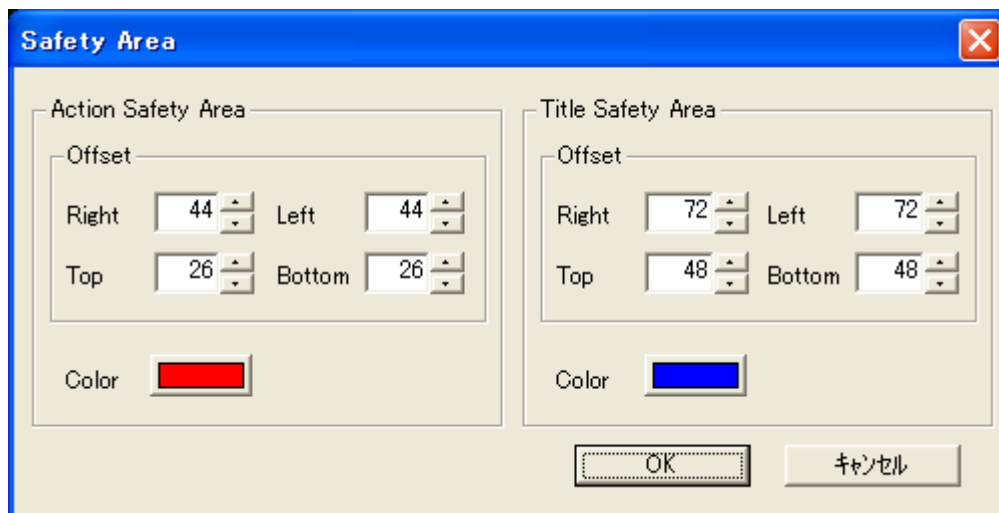 Safety Area
Action Safety Area
Offset
Right 44 Left 44
Top 26 Bottom 26
Color
Title Safety Area
Offset
Right 72 Left 72
Top 48 Bottom 48
Color
OK キャンセル